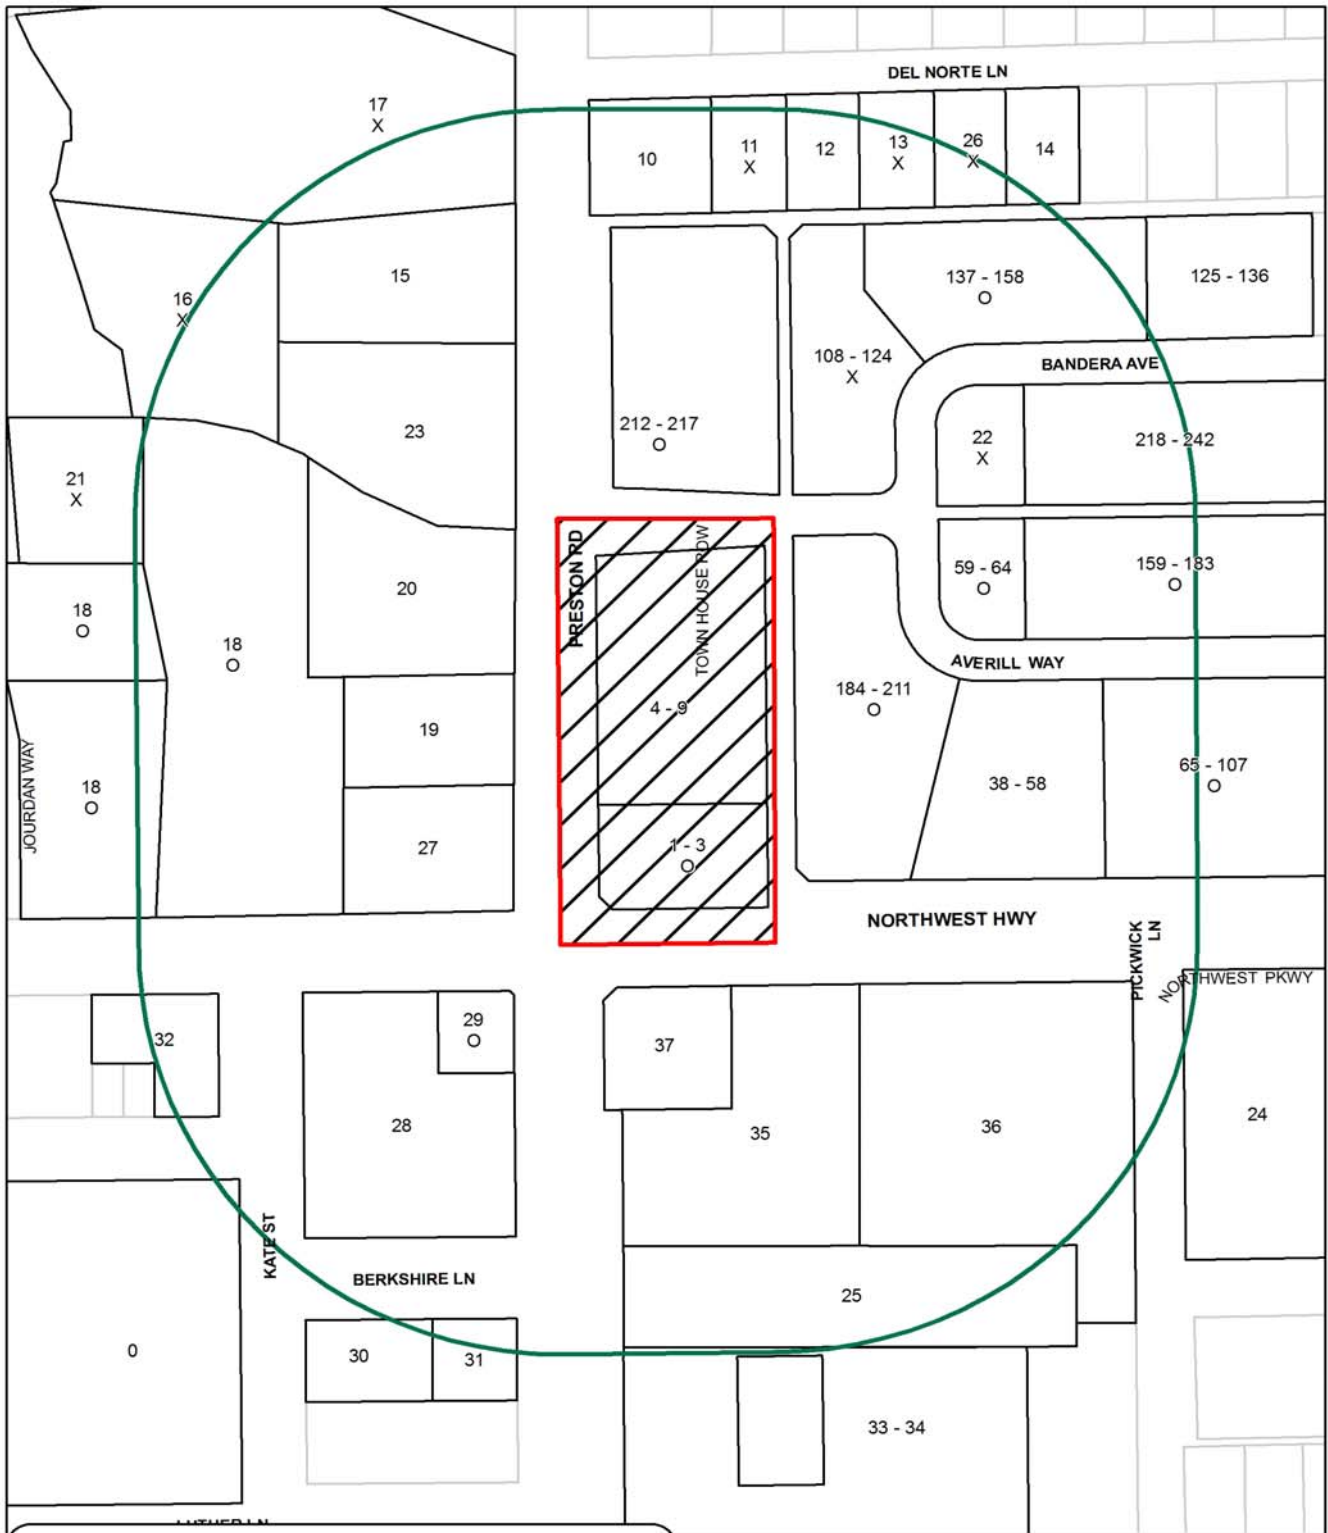 DEL NORTE LN
17
X
10
11
X
12
13
X
26
X
14
15
16
X
137 - 158
O
125 - 136
108 - 124
X
BANDERA AVE
23
212 - 217
O
22
X
218 - 242
21
X
PRESTON RD
TOWN HOUSE ROW
20
59 - 64
O
159 - 183
O
18
O
18
O
AVERILL WAY
4 - 9
184 - 211
O
19
38 - 58
65 - 107
O
JOURDAN WAY
18
O
27
1 - 3
O
NORTHWEST HWY
PICKWICK
LN
NORTHWEST PKWY
32
29
O
37
28
35
36
24
KATE ST
BERKSHIRE LN
25
0
30
31
33 - 34
LUTHER LN